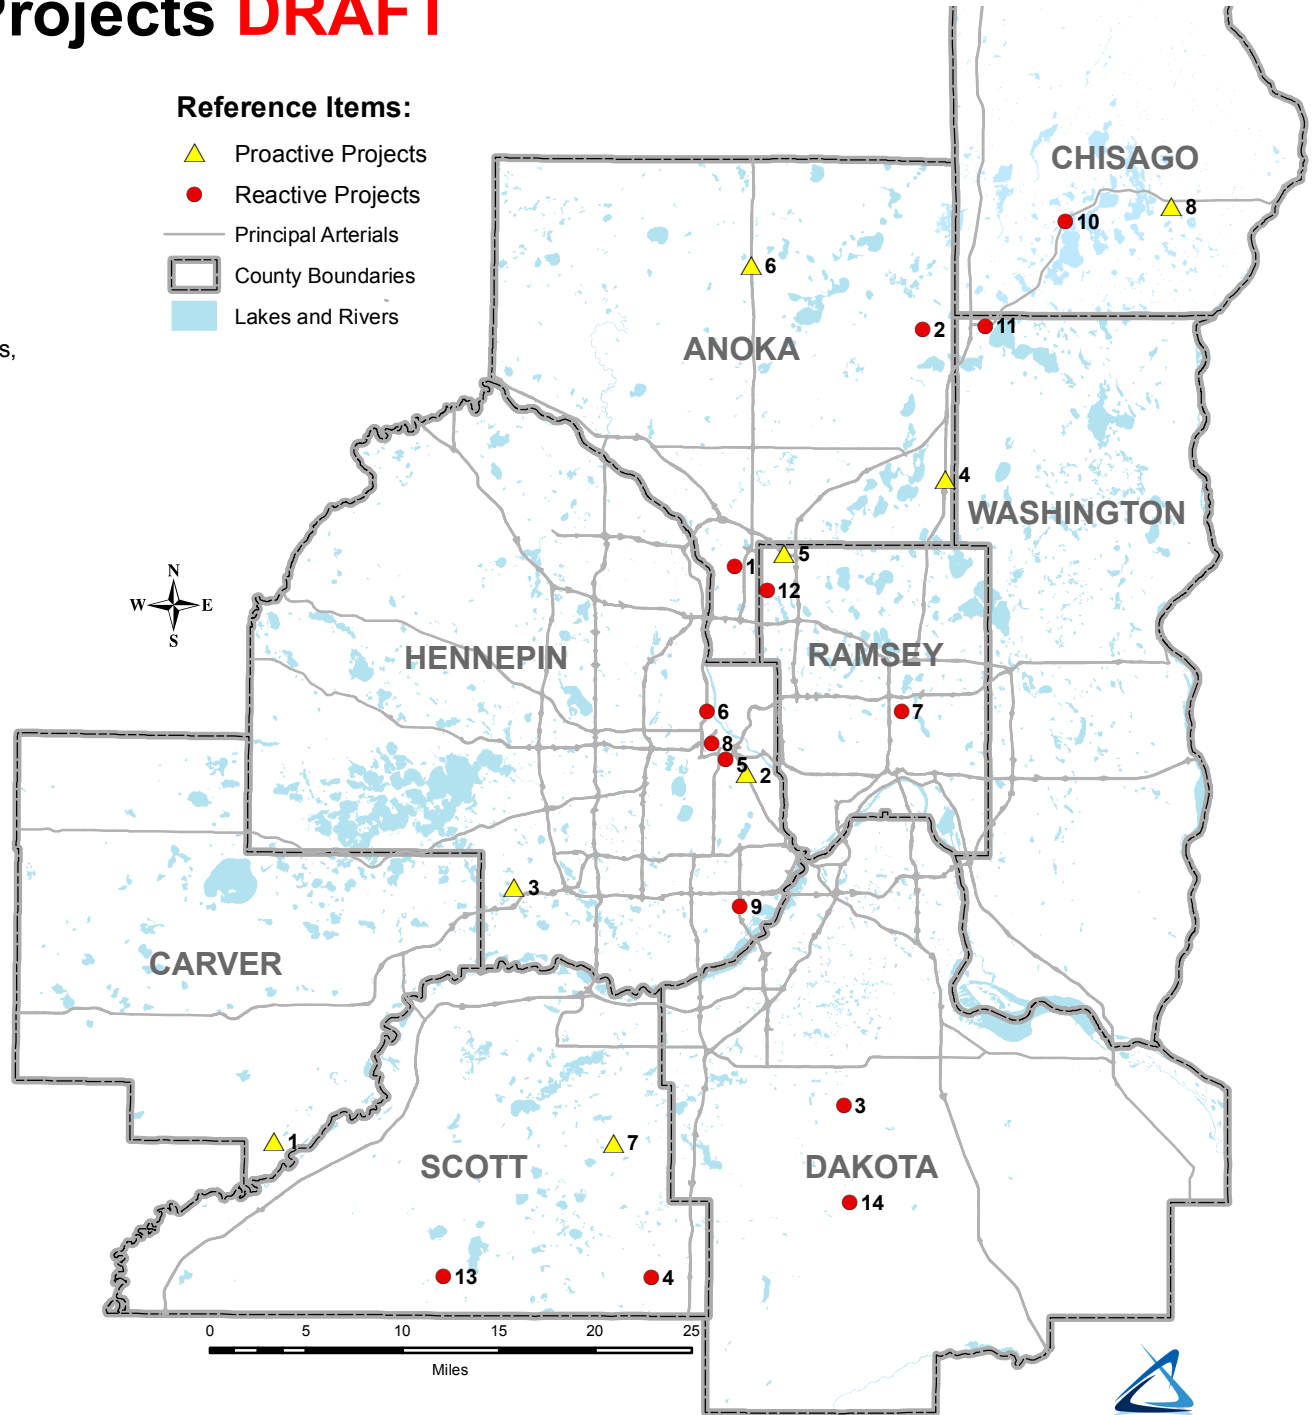 Projects DRAFT
Reference Items:
Proactive Projects
Reactive Projects
Principal Arterials
County Boundaries
Lakes and Rivers
s,
CHISAGO
8
10
6
2
11
ANOKA
4
WASHINGTON
5
1
12
N
W E
S
HENNEPIN
RAMSEY
6
7
8
5
2
3
9
CARVER
3
1
7
SCOTT
DAKOTA
14
13
4
0 5 10 15 20 25
Miles